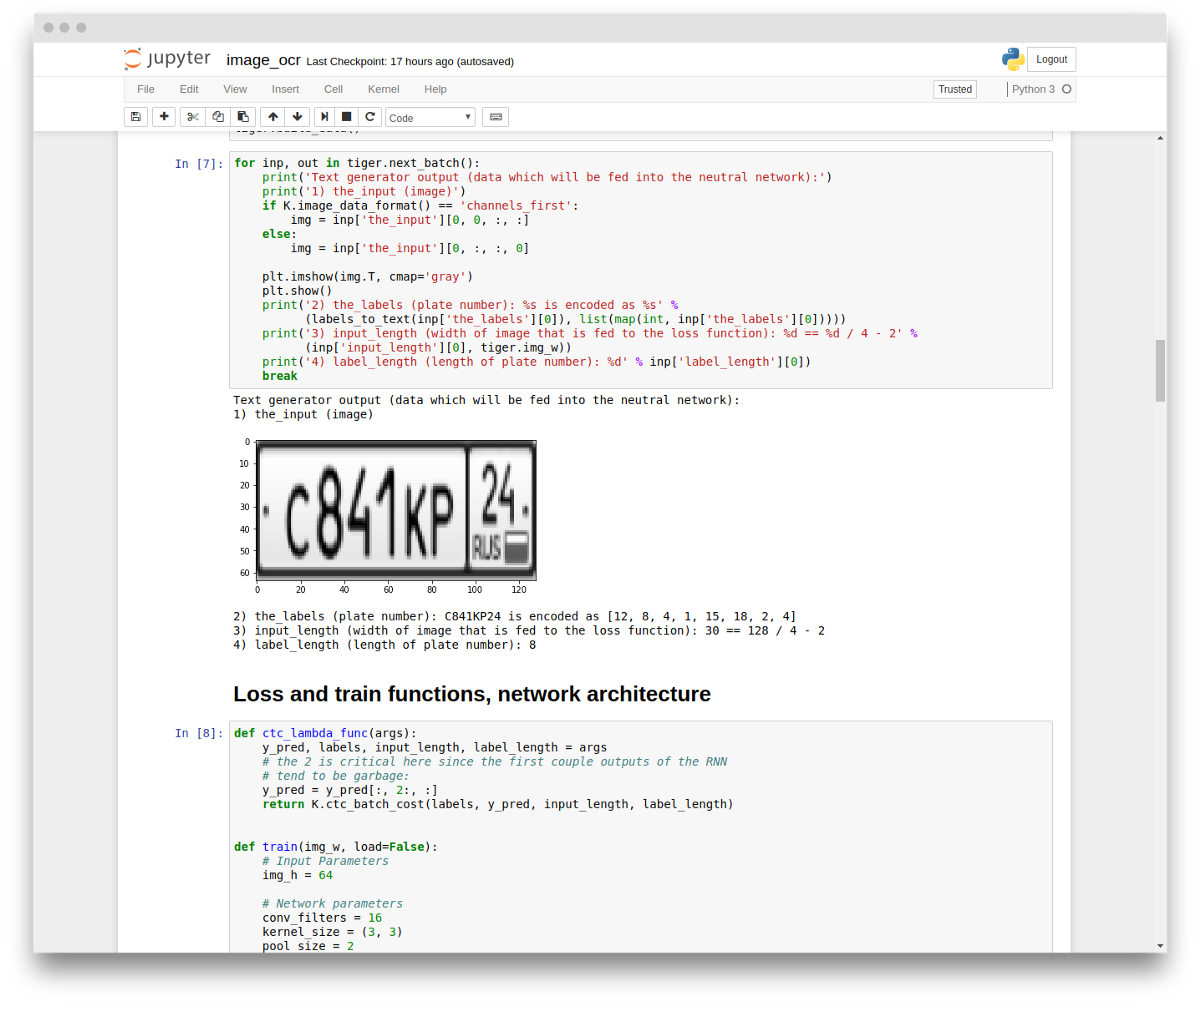 jupyter image_ocr Last Checkpoint: 17 hours ago (autosaved) Logout
File Edit View Insert Cell Kernel Help Trusted Python 3
Code
In [7]: for inp, out in tiger.next_batch():
    print('Text generator output (data which will be fed into the neutral network):')
    print('1) the_input (image)')
    if K.image_data_format() == 'channels_first':
        img = inp['the_input'][0, 0, :, :]
    else:
        img = inp['the_input'][0, :, :, 0]
    plt.imshow(img.T, cmap='gray')
    plt.show()
    print('2) the_labels (plate number): %s is encoded as %s' %
          (labels_to_text(inp['the_labels'][0]), list(map(int, inp['the_labels'][0]))))
    print('3) input_length (width of image that is fed to the loss function): %d == %d / 4 - 2' %
          (inp['input_length'][0], tiger.img_w))
    print('4) label_length (length of plate number): %d' % inp['label_length'][0])
    break
Text generator output (data which will be fed into the neutral network):
1) the_input (image)
0
10
20
30
40
50
60
C841KP 24
RUS
0 20 40 60 80 100 120
2) the_labels (plate number): C841KP24 is encoded as [12, 8, 4, 1, 15, 18, 2, 4]
3) input_length (width of image that is fed to the loss function): 30 == 128 / 4 - 2
4) label_length (length of plate number): 8
Loss and train functions, network architecture
In [8]: def ctc_lambda_func(args):
    y_pred, labels, input_length, label_length = args
    # the 2 is critical here since the first couple outputs of the RNN
    # tend to be garbage:
    y_pred = y_pred[:, 2:, :]
    return K.ctc_batch_cost(labels, y_pred, input_length, label_length)
def train(img_w, load=False):
    # Input Parameters
    img_h = 64
    # Network parameters
    conv_filters = 16
    kernel_size = (3, 3)
    pool_size = 2